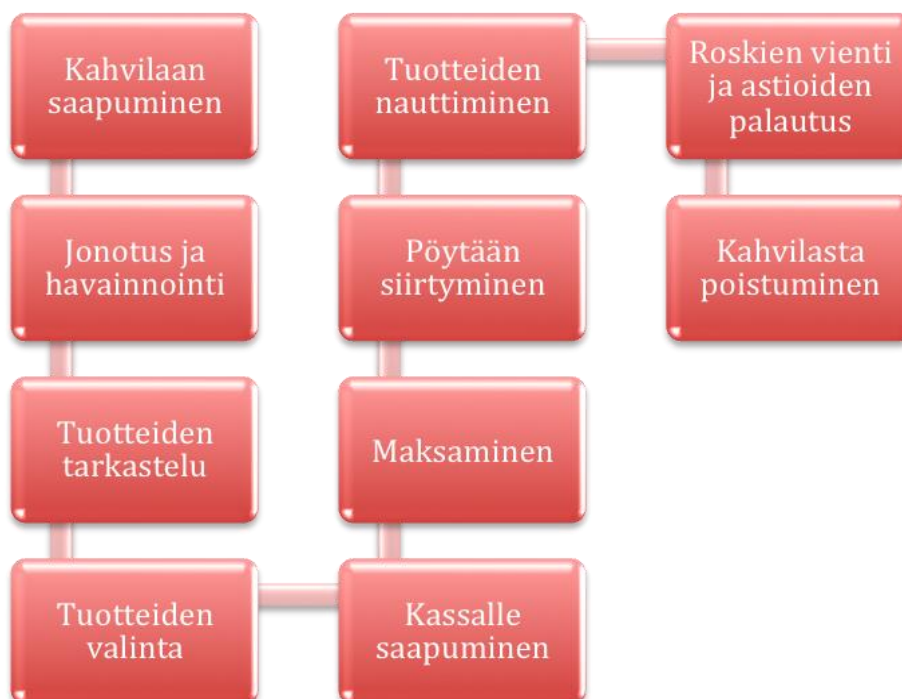 Kahvilaan
saapuminen
Jonotus ja
havainnointi
Tuotteiden
tarkastelu
Tuotteiden
valinta
Kassalle
saapuminen
Maksaminen
Pöytään
siirtyminen
Tuotteiden
nauttiminen
Roskien vienti
ja astioiden
palautus
Kahvilasta
poistuminen